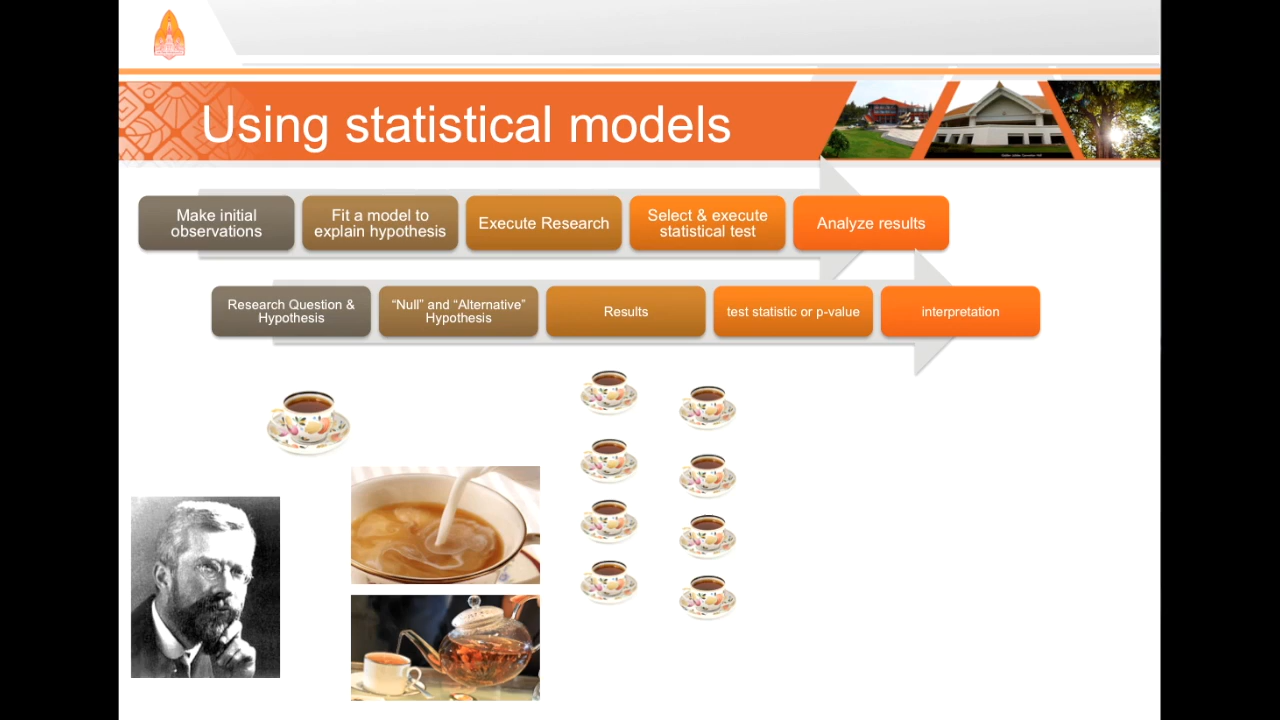 Using statistical models
Make initial
observations
Fit a model to
explain hypothesis
Execute Research
Select & execute
statistical test
Analyze results
Research Question &
Hypothesis
“Null” and “Alternative”
Hypothesis
Results
test statistic or p-value
interpretation